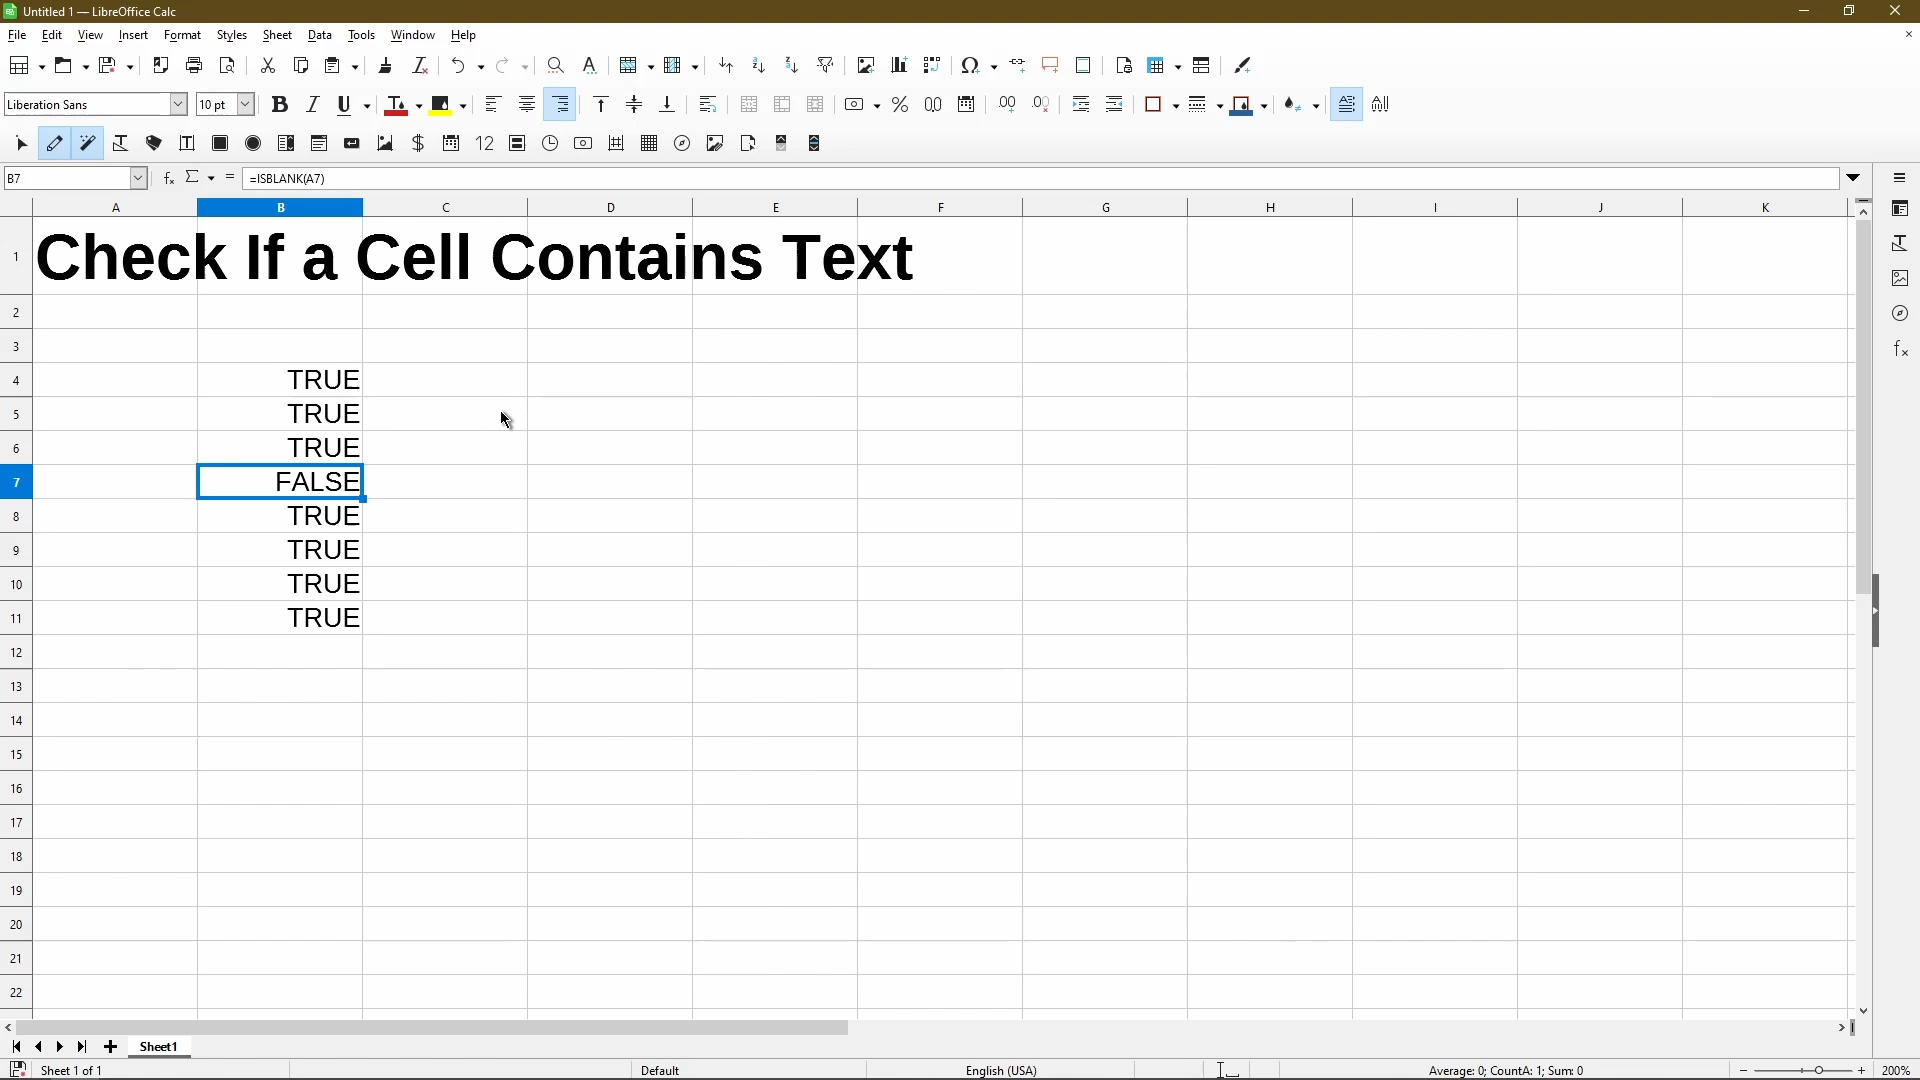 Untitled 1 — LibreOffice Calc
File Edit View Insert Format Styles Sheet Data Tools Window Help
Liberation Sans 10 pt
B7 =ISBLANK(A7)
A B C D E F G H I J K
1 Check If a Cell Contains Text
2
3
4 TRUE
5 TRUE
6 TRUE
7 FALSE
8 TRUE
9 TRUE
10 TRUE
11 TRUE
12
13
14
15
16
17
18
19
20
21
22
Sheet1
Sheet 1 of 1 Default English (USA) Average: 0; CountA: 1; Sum: 0 200%